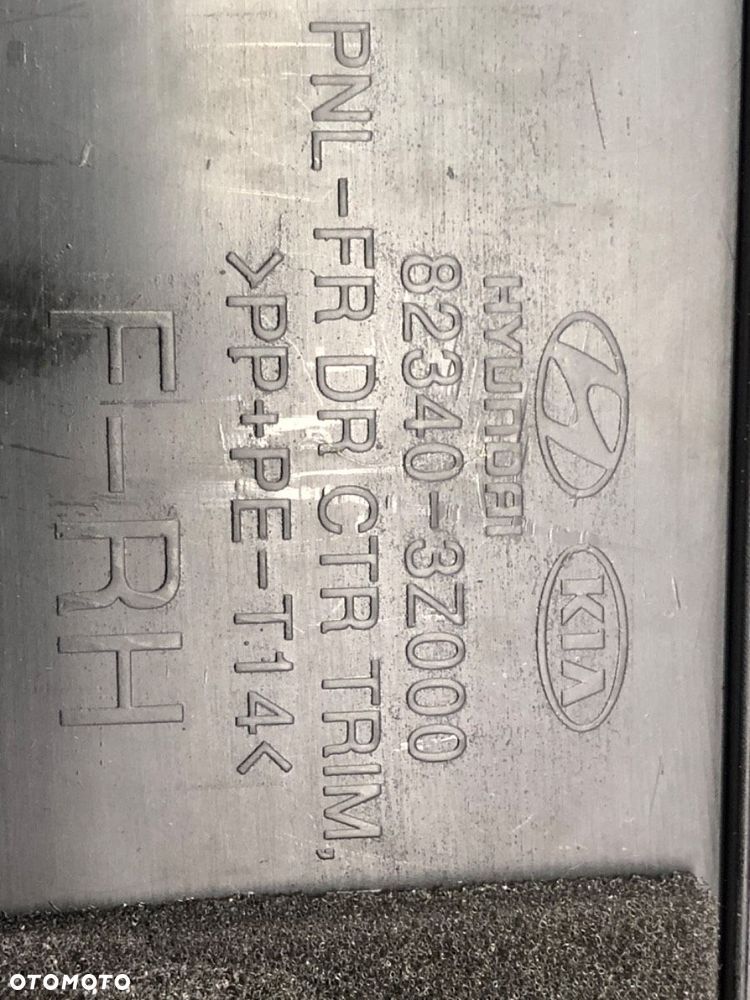 KIA
HYUNDAI
82340-3Z000
PNL-FR DR CTR TRIM,
>PP+PE-T14<
F-RH
OTOMOTO